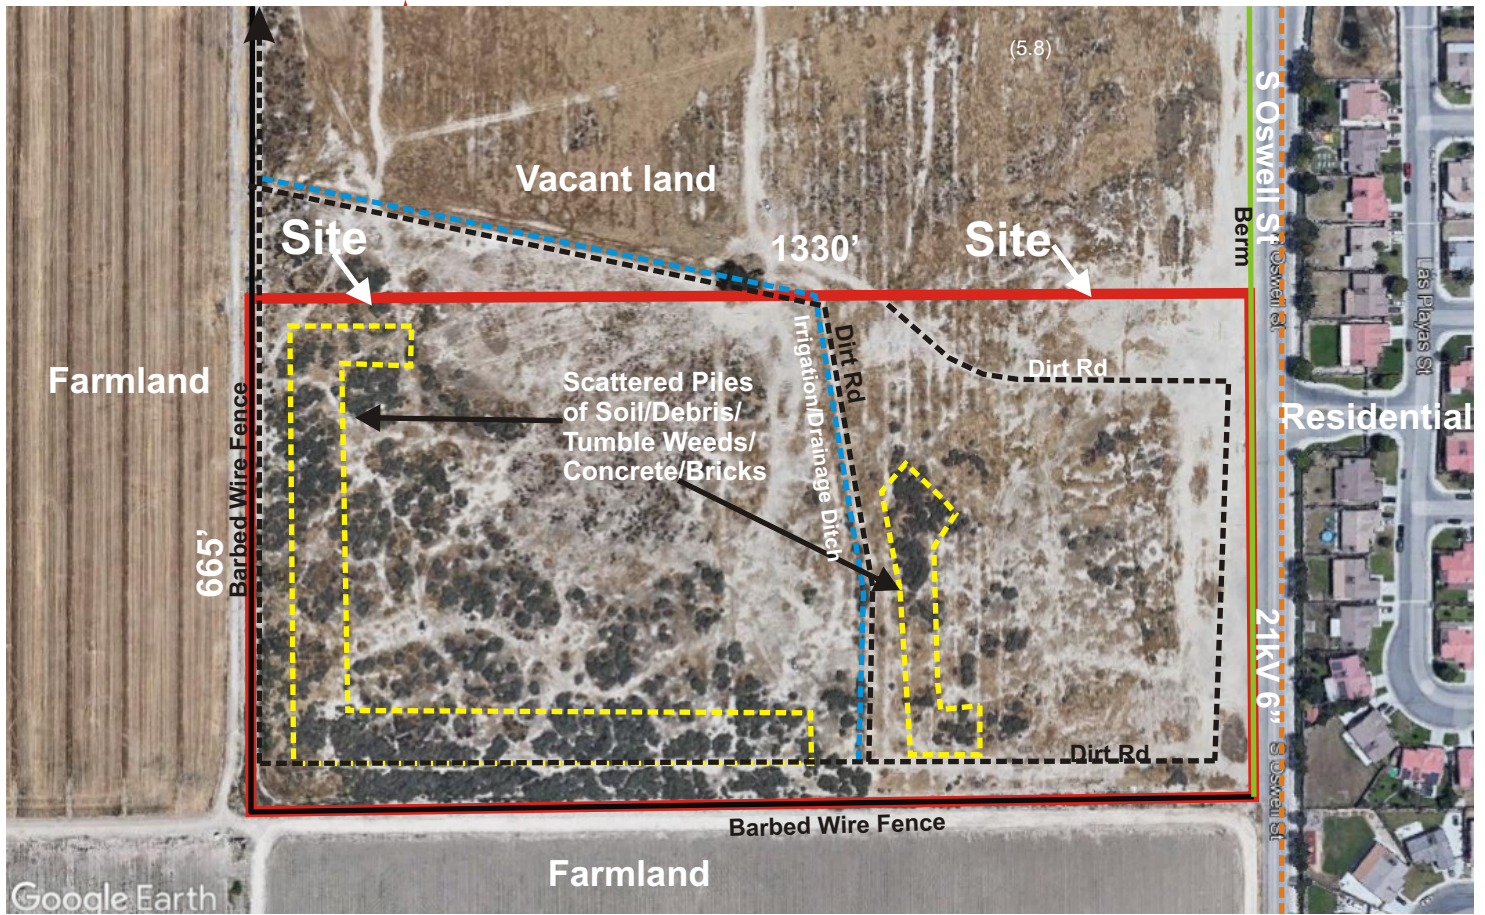 (5.8)
S Oswell St
Vacant land
Site
1330’
Site
Berm
S Oswell St
Las Playas St
Dirt Rd
Dirt Rd
Irrigation/Drainage Ditch
Farmland
Barbed Wire Fence
Scattered Piles
of Soil/Debris/
Tumble Weeds/
Concrete/Bricks
Residential
665’
21kV 6”
Dirt Rd
S Oswell St
Barbed Wire Fence
Farmland
Google Earth